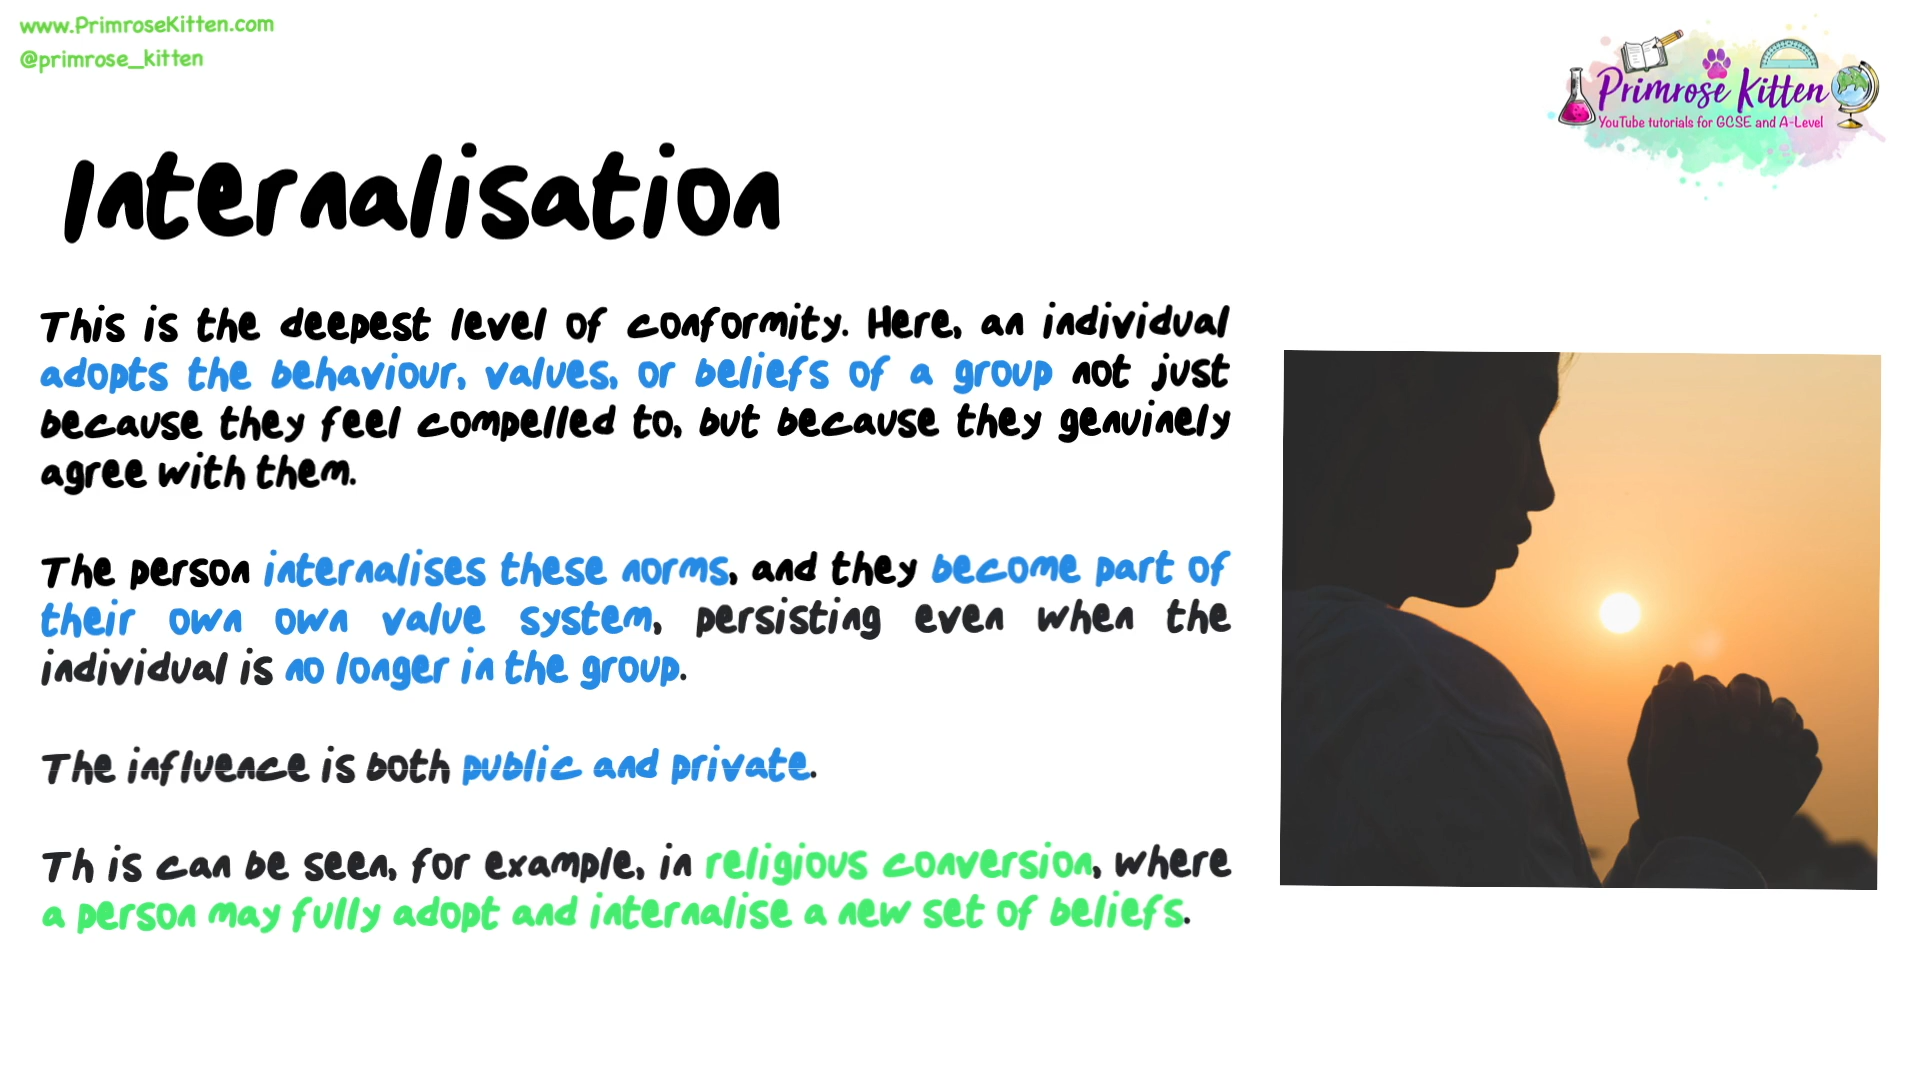 www.PrimroseKitten.com
@primrose_kitten
Primrose Kitten
YouTube tutorials for GCSE and A-Level
Internalisation
This is the deepest level of conformity. Here, an individual
adopts the behaviour, values, or beliefs of a group not just
because they feel compelled to, but because they genuinely
agree with them.
The person internalises these norms, and they become part of
their own own value system, persisting even when the
individual is no longer in the group.
The influence is both public and private.
Th is can be seen, for example, in religious conversion, where
a person may fully adopt and internalise a new set of beliefs.